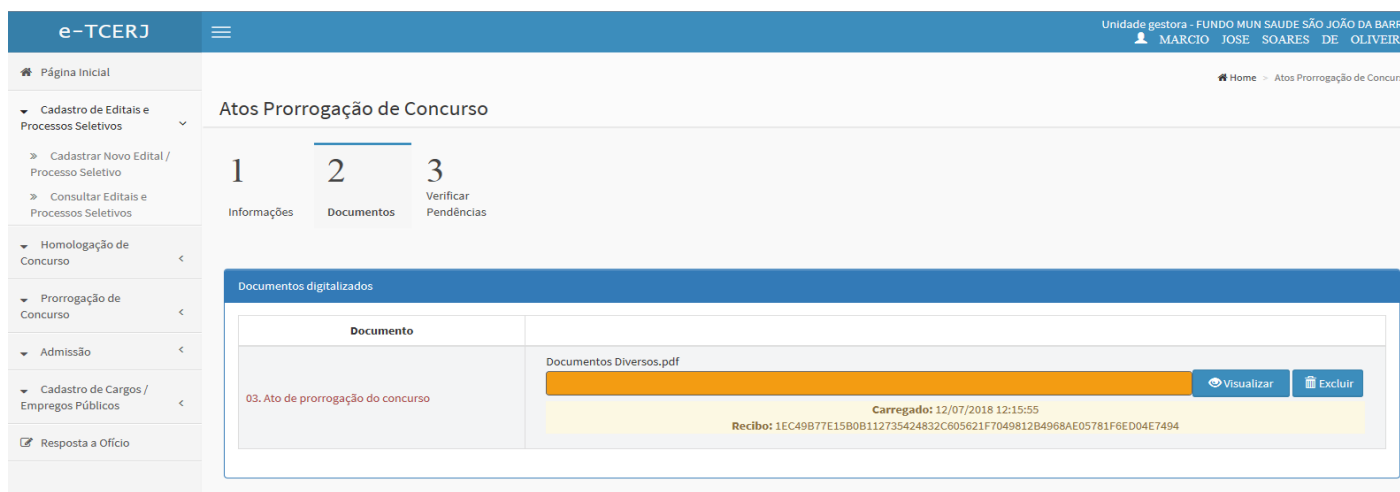 e-TCERJ
Unidade gestora - FUNDO MUN SAUDE SÃO JOÃO DA BARR
MARCIO JOSE SOARES DE OLIVEIR
Página Inicial
Home > Atos Prorrogação de Concur
Cadastro de Editais e
Processos Seletivos
» Cadastrar Novo Edital /
Processo Seletivo
» Consultar Editais e
Processos Seletivos
Homologação de
Concurso
Prorrogação de
Concurso
Admissão
Cadastro de Cargos /
Empregos Públicos
Resposta a Ofício
Atos Prorrogação de Concurso
1
Informações
2
Documentos
3
Verificar
Pendências
Documentos digitalizados
Documento
03. Ato de prorrogação do concurso
Documentos Diversos.pdf
Visualizar
Excluir
Carregado: 12/07/2018 12:15:55
Recibo: 1EC49B77E15B0B112735424832C605621F7049812B4968AE05781F6ED04E7494